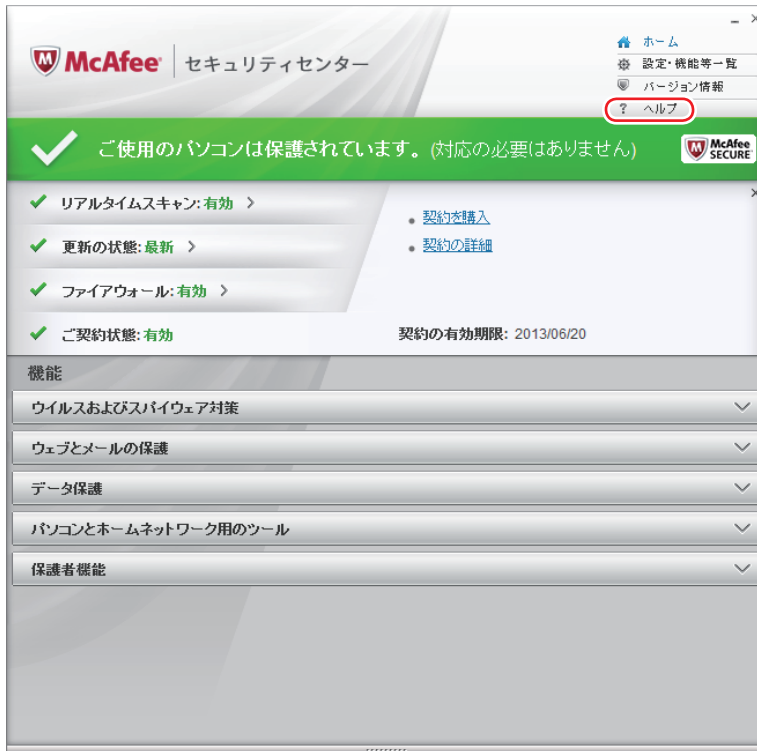 McAfee セキュリティセンター
ホーム
設定・機能等一覧
バージョン情報
? ヘルプ
ご使用のパソコンは保護されています。(対応の必要はありません)
McAfee
SECURE
リアルタイムスキャン:有効
更新の状態:最新
ファイアウォール:有効
ご契約状態:有効
契約を購入
契約の詳細
契約の有効期限: 2013/06/20
機能
ウイルスおよびスパイウェア対策
ウェブとメールの保護
データ保護
パソコンとホームネットワーク用のツール
保護者機能